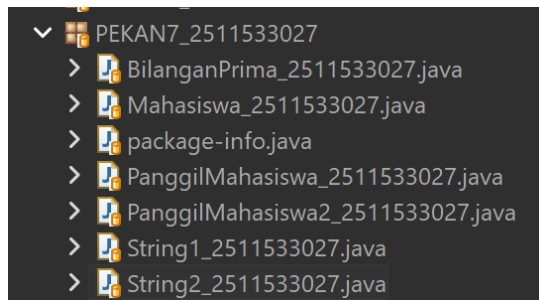 PEKAN7_2511533027
BilanganPrima_2511533027.java
Mahasiswa_2511533027.java
package-info.java
PanggilMahasiswa_2511533027.java
PanggilMahasiswa2_2511533027.java
String1_2511533027.java
String2_2511533027.java